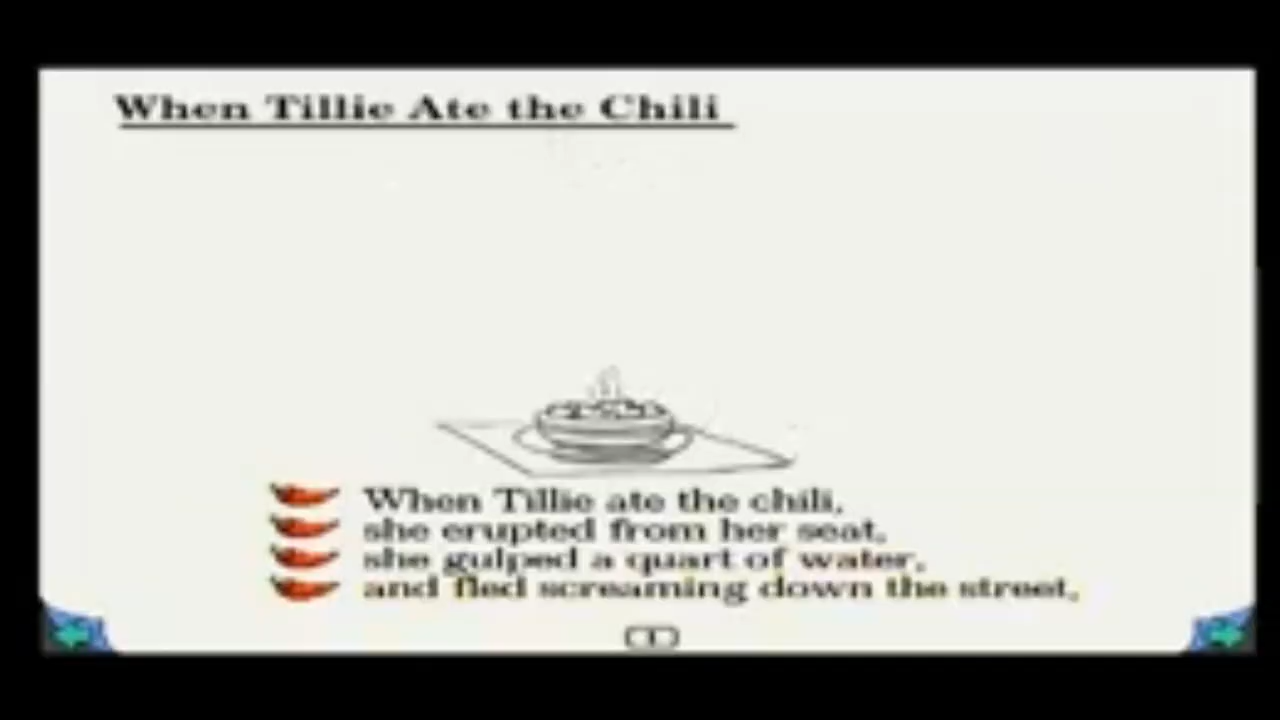 When Tillie Ate the Chili
When Tillie ate the chili,
she erupted from her seat,
she gulped a quart of water,
and fled screaming down the street,
1